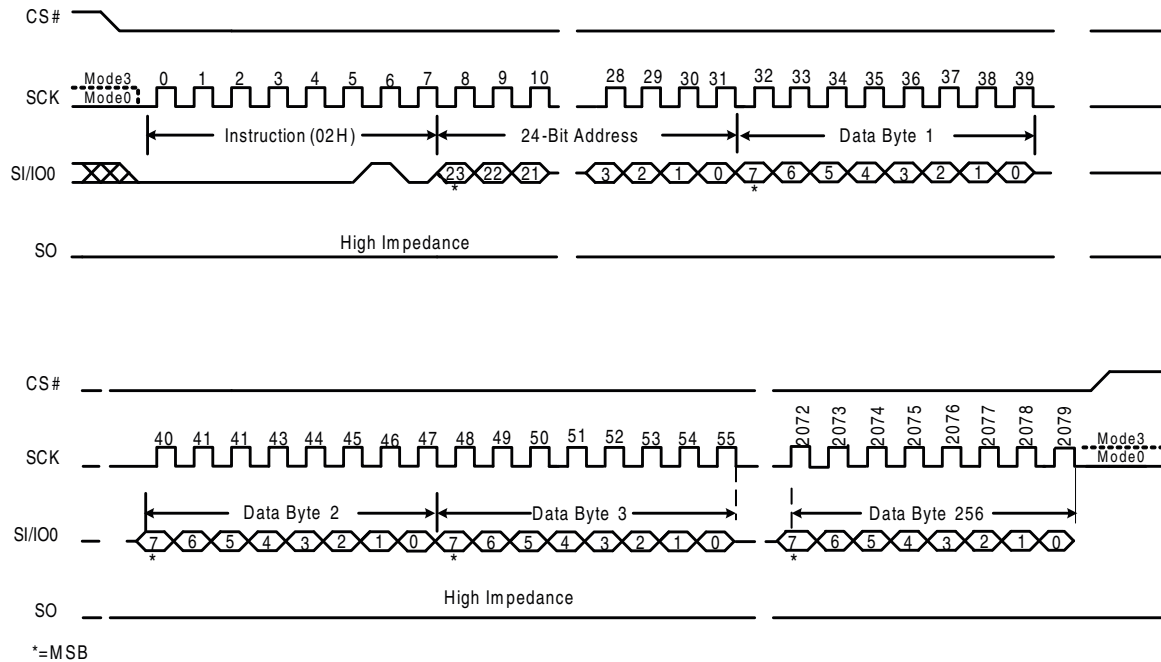 CS#
Mode3 0 1 2 3 4 5 6 7 8 9 10 28 29 30 31 32 33 34 35 36 37 38 39
SCK Mode0
Instruction (02H) 24-Bit Address Data Byte 1
SI/IO0 23 22 21 3 2 1 0 7 6 5 4 3 2 1 0
* *
High Impedance
SO
CS#
40 41 41 43 44 45 46 47 48 49 50 51 52 53 54 55 2072 2073 2074 2075 2076 2077 2078 2079 Mode3
SCK Mode0
Data Byte 2 Data Byte 3 Data Byte 256
SI/IO0 7 6 5 4 3 2 1 0 7 6 5 4 3 2 1 0 7 6 5 4 3 2 1 0
* * *
High Impedance
SO
*=MSB